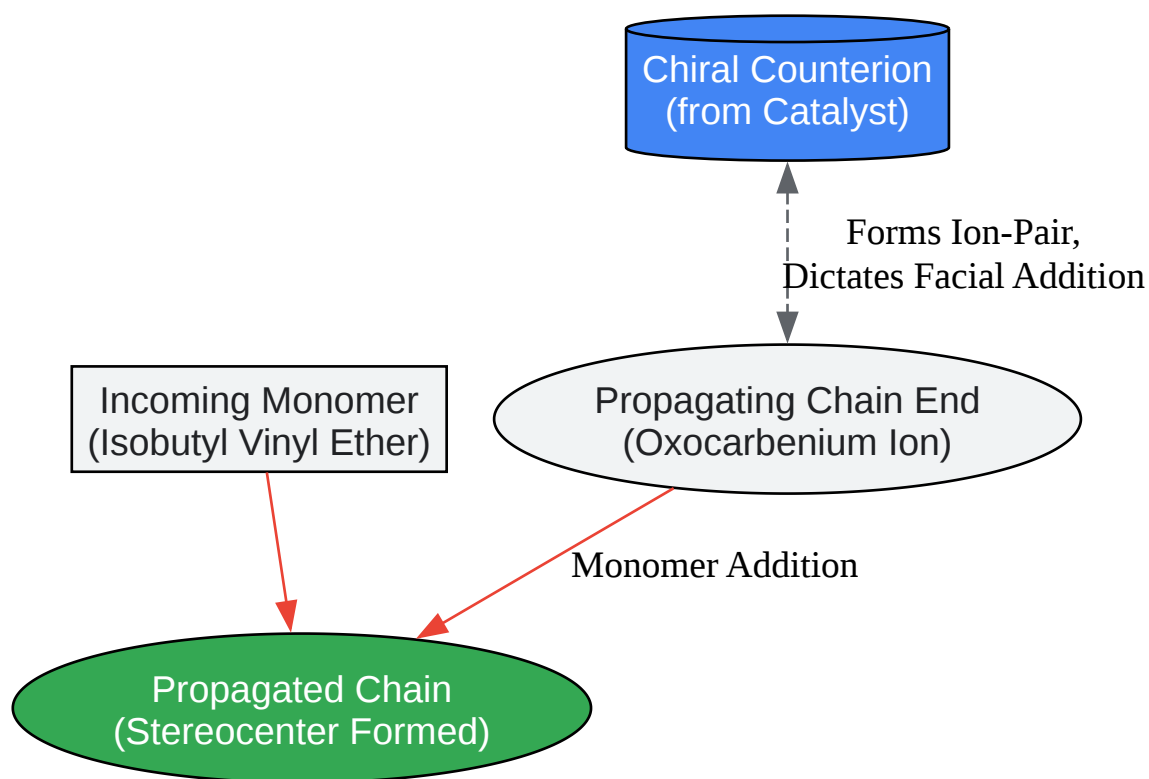 Chiral Counterion
(from Catalyst)
Forms Ion-Pair,
Dictates Facial Addition
Incoming Monomer
(Isobutyl Vinyl Ether)
Propagating Chain End
(Oxocarbenium Ion)
Monomer Addition
Propagated Chain
(Stereocenter Formed)